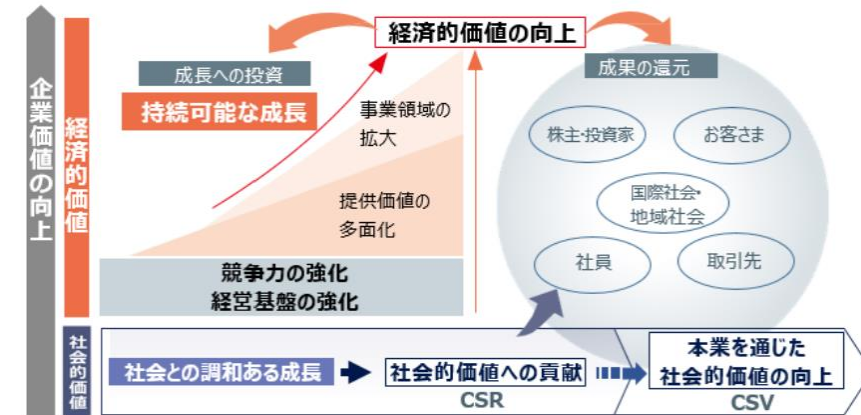 企業価値の向上
経済的価値
経済的価値の向上
成長への投資
持続可能な成長
事業領域の
拡大
提供価値の
多面化
競争力の強化
経営基盤の強化
成果の還元
株主・投資家
お客さま
国際社会・
地域社会
社員
取引先
社会的価値
社会との調和ある成長
社会的価値への貢献
CSR
本業を通じた
社会的価値の向上
CSV